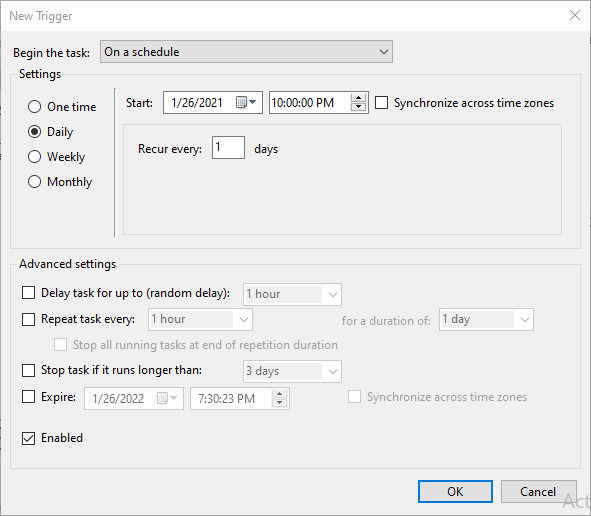 New Trigger
Begin the task: On a schedule
Settings
One time
Start: 1/26/2021 10:00:00 PM Synchronize across time zones
Daily
Recur every: 1 days
Weekly
Monthly
Advanced settings
Delay task for up to (random delay): 1 hour
Repeat task every: 1 hour for a duration of: 1 day
Stop all running tasks at end of repetition duration
Stop task if it runs longer than: 3 days
Expire: 1/26/2022 7:30:23 PM Synchronize across time zones
Enabled
OK Cancel
Act